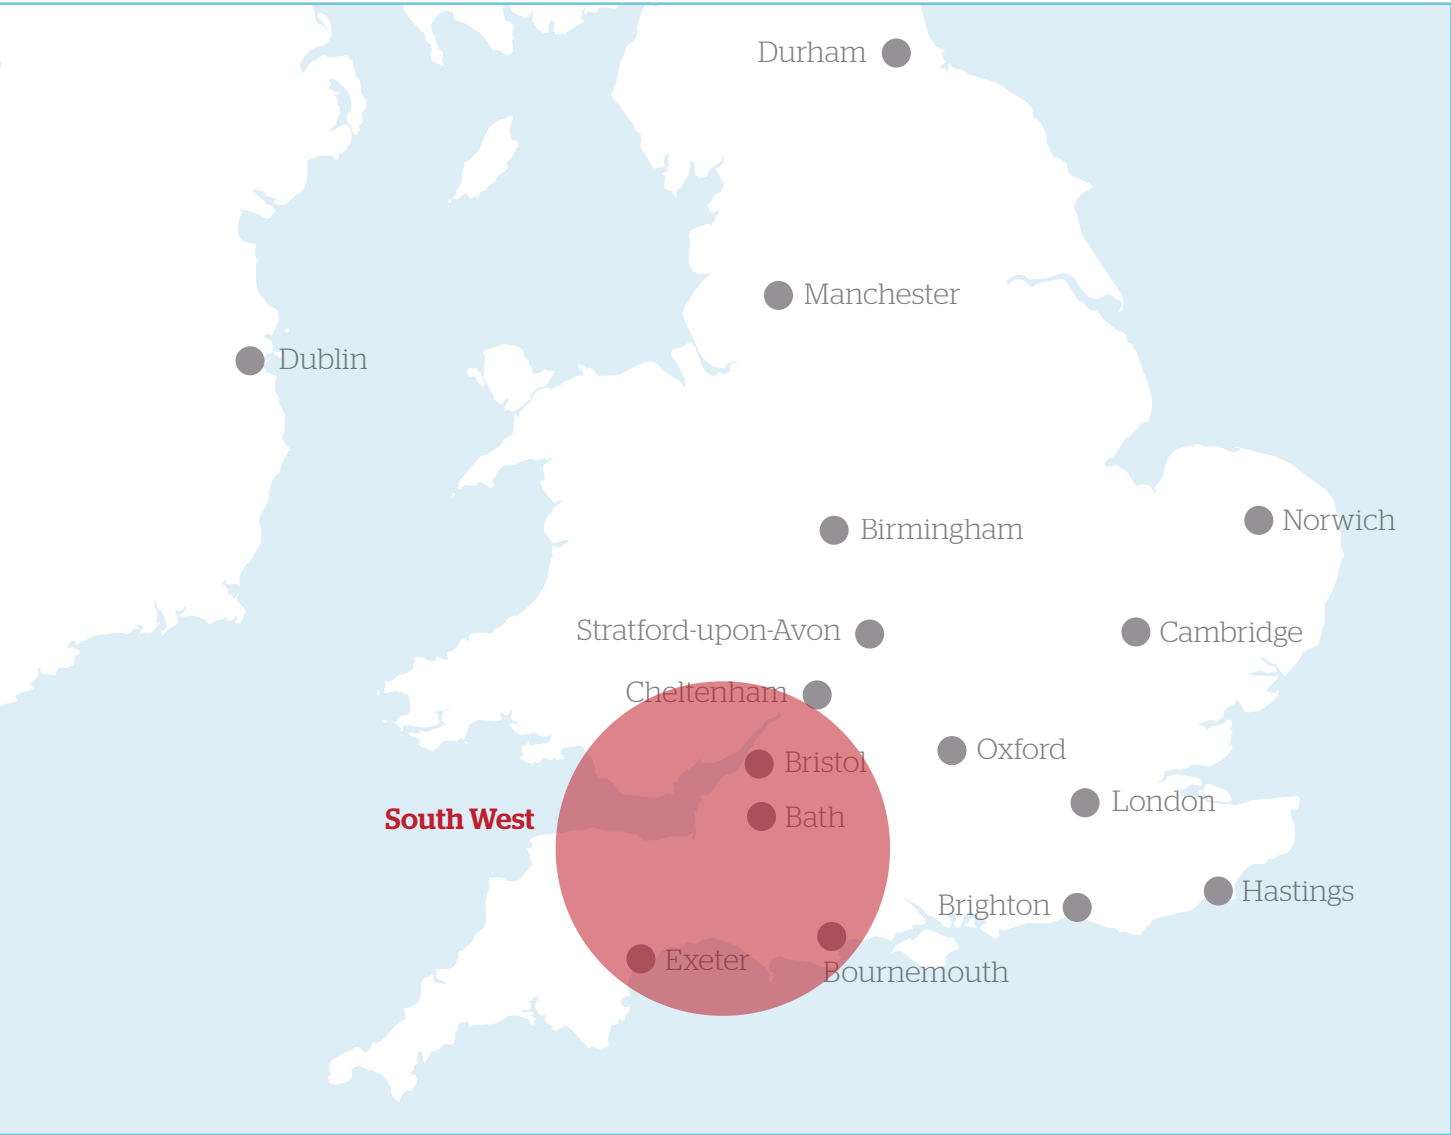 Durham
Manchester
Dublin
Norwich
Birmingham
Stratford-upon-Avon
Cambridge
Cheltenham
Oxford
Bristol
London
Bath
South West
Hastings
Brighton
Exeter
Bournemouth